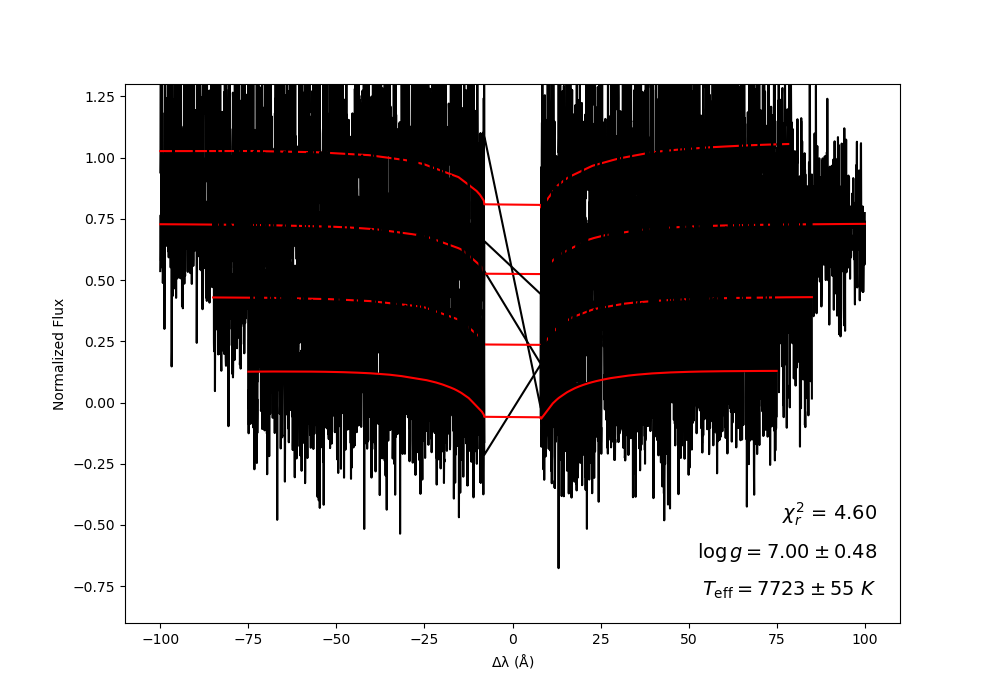 1.25
1.00
0.75
0.50
0.25
0.00
−0.25
−0.50
−0.75
Normalized Flux
χ²ᵣ = 4.60
log g = 7.00 ± 0.48
T_eff = 7723 ± 55 K
−100 −75 −50 −25 0 25 50 75 100
Δλ (Å)